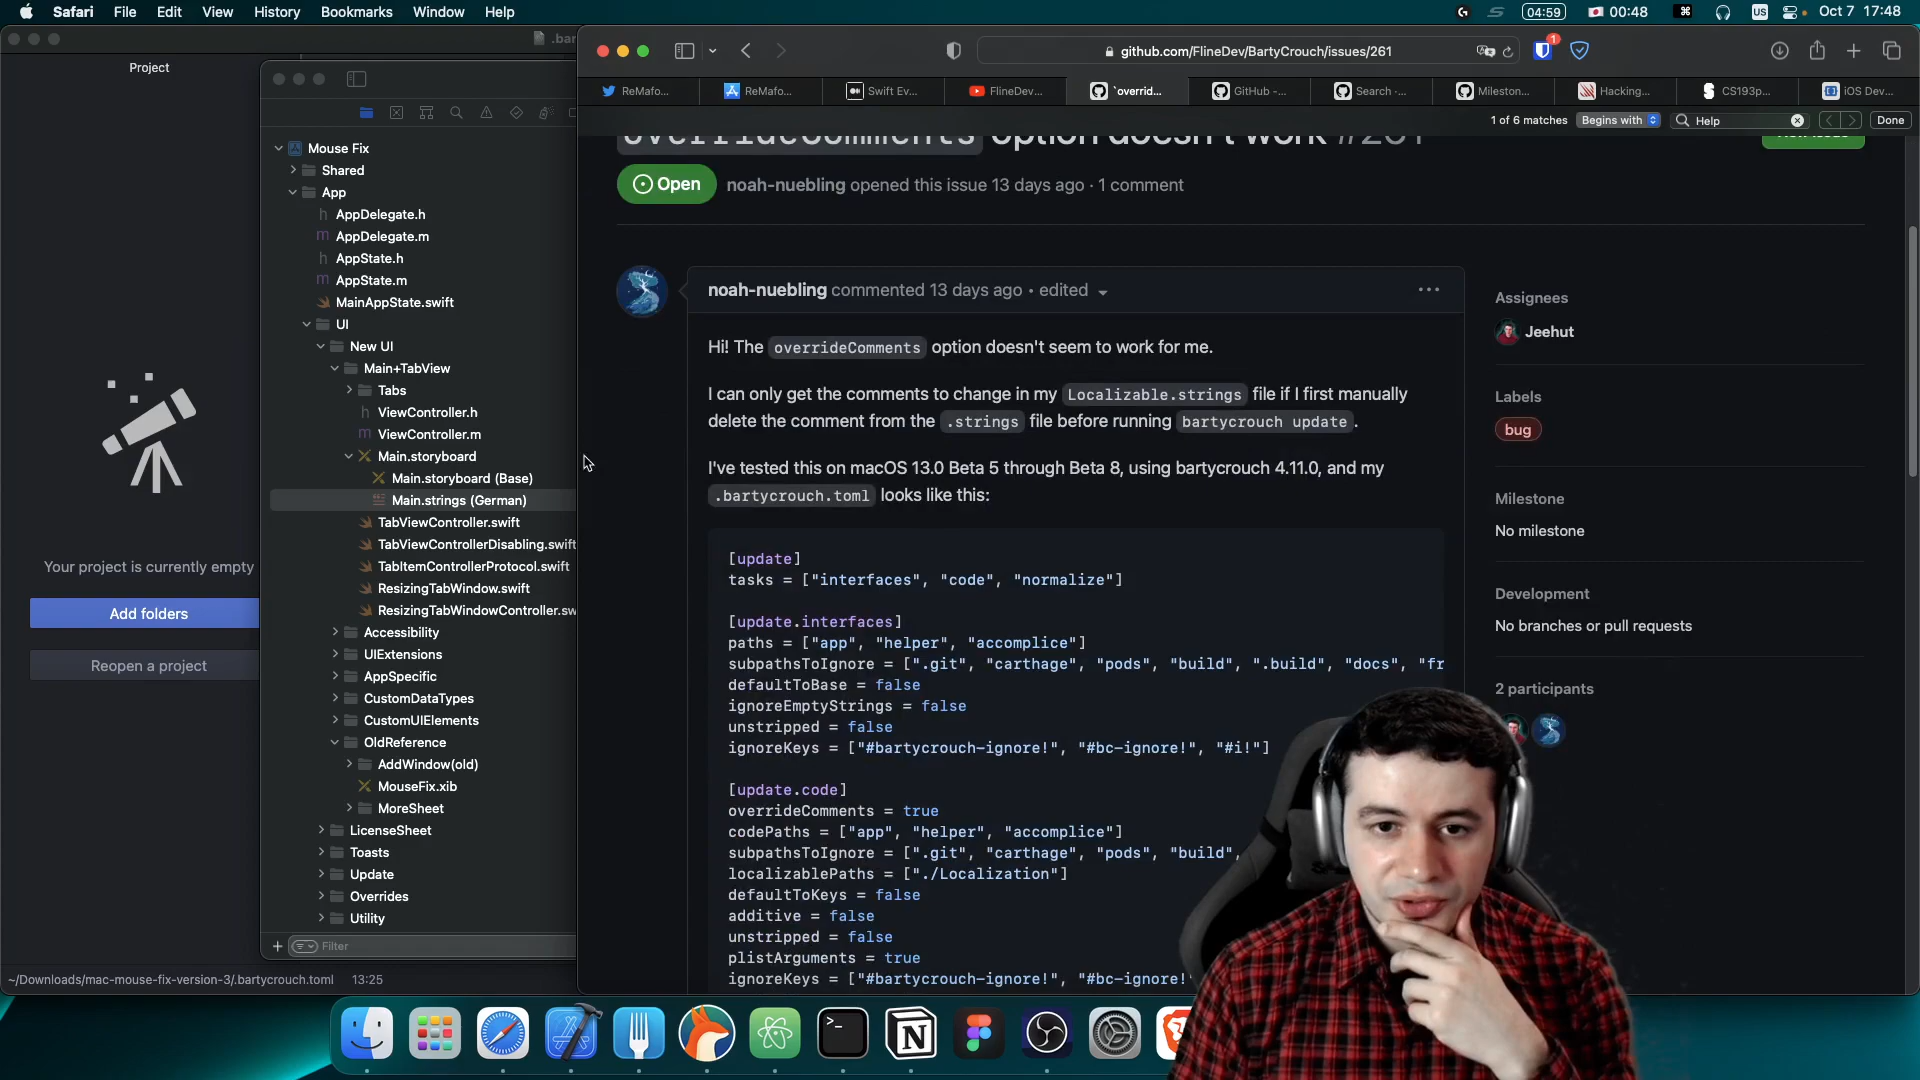 Safari File Edit View History Bookmarks Window Help
04:59 00:48 US Oct 7 17:48
Project
.bar
github.com/FlineDev/BartyCrouch/issues/261
1
ReMafo...
ReMafo...
Swift Ev...
FlineDev...
`overrid...
GitHub -...
Search ·...
Mileston...
Hacking...
CS193p...
iOS Dev...
1 of 6 matches Begins with Help Done
Mouse Fix
Shared
App
AppDelegate.h
AppDelegate.m
AppState.h
AppState.m
MainAppState.swift
UI
New UI
Main+TabView
Tabs
ViewController.h
ViewController.m
Main.storyboard
Main.storyboard (Base)
Main.strings (German)
TabViewController.swift
TabViewControllerDisabling.swift
TabItemControllerProtocol.swift
ResizingTabWindow.swift
ResizingTabWindowController.sw
Accessibility
UIExtensions
AppSpecific
CustomDataTypes
CustomUIElements
OldReference
AddWindow(old)
MouseFix.xib
MoreSheet
LicenseSheet
Toasts
Update
Overrides
Utility
Filter
Your project is currently empty
Add folders
Reopen a project
~/Downloads/mac-mouse-fix-version-3/.bartycrouch.toml 13:25
overrideComments option doesn't work #261
New issue
Open noah-nuebling opened this issue 13 days ago · 1 comment
noah-nuebling commented 13 days ago • edited
Hi! The overrideComments option doesn't seem to work for me.
I can only get the comments to change in my Localizable.strings file if I first manually
delete the comment from the .strings file before running bartycrouch update.
I've tested this on macOS 13.0 Beta 5 through Beta 8, using bartycrouch 4.11.0, and my
.bartycrouch.toml looks like this:
[update]
tasks = ["interfaces", "code", "normalize"]
[update.interfaces]
paths = ["app", "helper", "accomplice"]
subpathsToIgnore = [".git", "carthage", "pods", "build", ".build", "docs", "fr
defaultToBase = false
ignoreEmptyStrings = false
unstripped = false
ignoreKeys = ["#bartycrouch-ignore!", "#bc-ignore!", "#i!"]
[update.code]
overrideComments = true
codePaths = ["app", "helper", "accomplice"]
subpathsToIgnore = [".git", "carthage", "pods", "build",
localizablePaths = ["./Localization"]
defaultToKeys = false
additive = false
unstripped = false
plistArguments = true
ignoreKeys = ["#bartycrouch-ignore!", "#bc-ignore!
Assignees
Jeehut
Labels
bug
Milestone
No milestone
Development
No branches or pull requests
2 participants